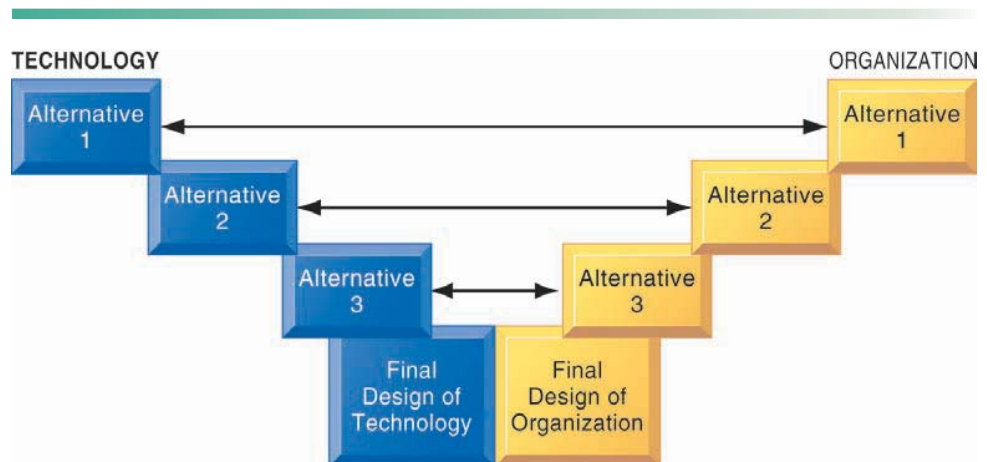 TECHNOLOGY
ORGANIZATION
Alternative
1
Alternative
1
Alternative
2
Alternative
2
Alternative
3
Alternative
3
Final
Design of
Technology
Final
Design of
Organization